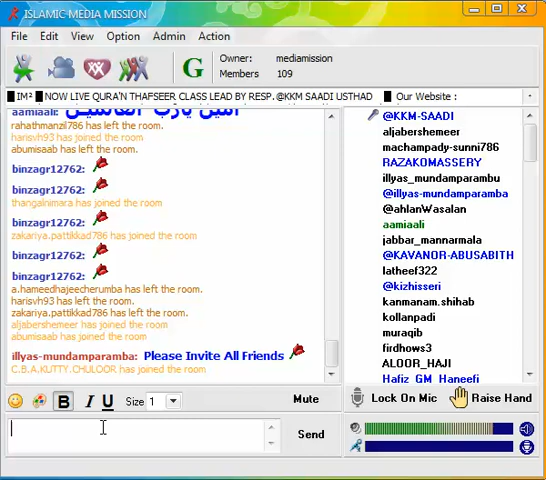 ISLAMIC MEDIA MISSION
File Edit View Option Admin Action
G
Owner: mediamission
Members 109
IM² NOW LIVE QURA'N THAFSEER CLASS LEAD BY RESP.@KKM SAADI USTHAD Our Website :
aamiaali: امين يارب العالمين
rahathmanzil786 has left the room.
harisvh93 has joined the room
abumisaab has left the room.
binzagr12762:
binzagr12762:
thangalnimara has joined the room
binzagr12762:
zakariya.pattikkad786 has joined the room
binzagr12762:
binzagr12762:
a.hameedhajeecherumba has left the room.
harisvh93 has left the room.
zakariya.pattikkad786 has left the room.
aljabershemeer has joined the room
abumisaab has joined the room
illyas-mundamparamba: Please Invite All Friends
C.B.A.KUTTY.CHULOOR has joined the room
@KKM-SAADI
aljabershemeer
machampady-sunni786
RAZAKOMASSERY
illyas_mundamparambu
@illyas-mundamparamba
@ahlanWasalan
aamiaali
jabbar_mannarmala
@KAVANOR-ABUSABITH
latheef322
@kizhisseri
kanmanam.shihab
kollanpadi
muraqib
firdhows3
ALOOR_HAJI
Hafiz_GM_Haneefi
B I U Size 1 Mute
Lock On Mic Raise Hand
Send